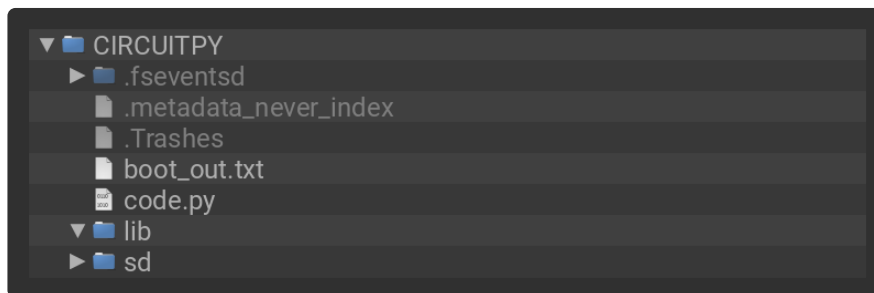 CIRCUITPY
.fseventsd
.metadata_never_index
.Trashes
boot_out.txt
code.py
lib
sd